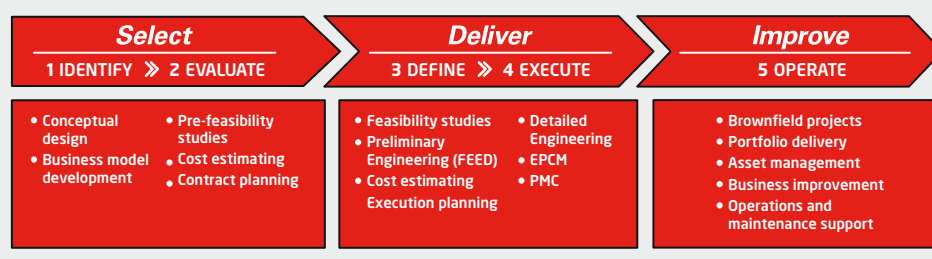 Select
1 IDENTIFY » 2 EVALUATE
• Conceptual
design
• Business model
development
• Pre-feasibility
studies
• Cost estimating
• Contract planning
Deliver
3 DEFINE » 4 EXECUTE
• Feasibility studies
• Preliminary
Engineering (FEED)
• Cost estimating
Execution planning
• Detailed
Engineering
• EPCM
• PMC
Improve
5 OPERATE
• Brownfield projects
• Portfolio delivery
• Asset management
• Business improvement
• Operations and
maintenance support